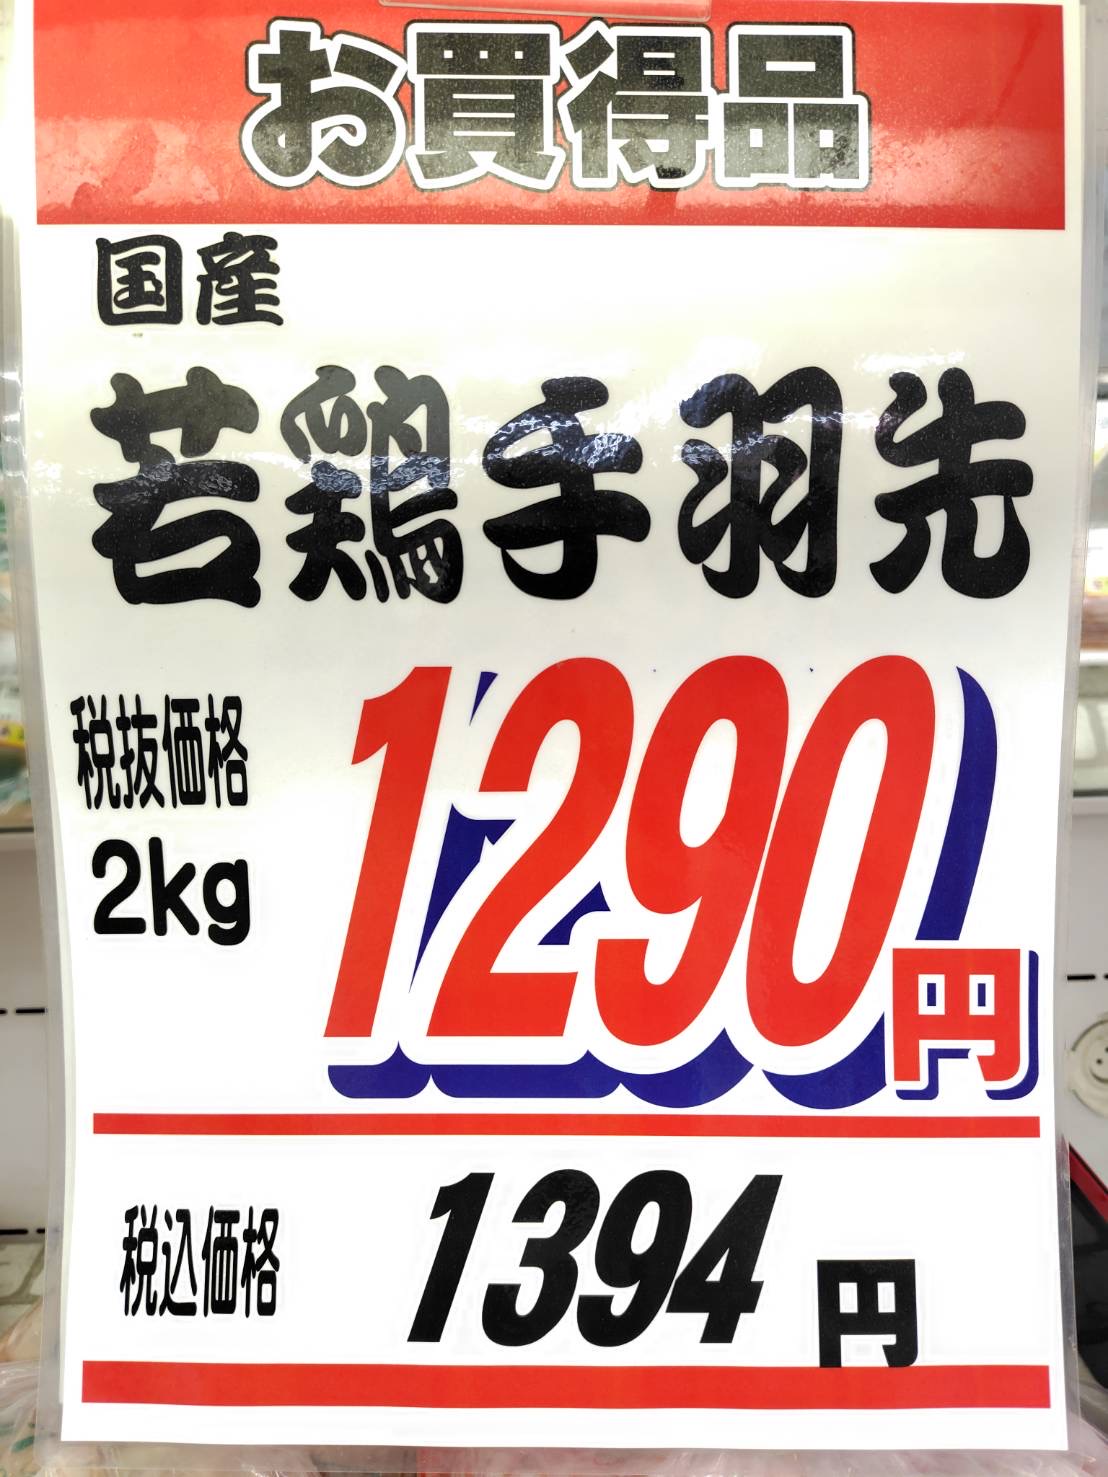 お買得品
国産
若鶏手羽先
税抜価格
2kg
1290円
税込価格
1394円